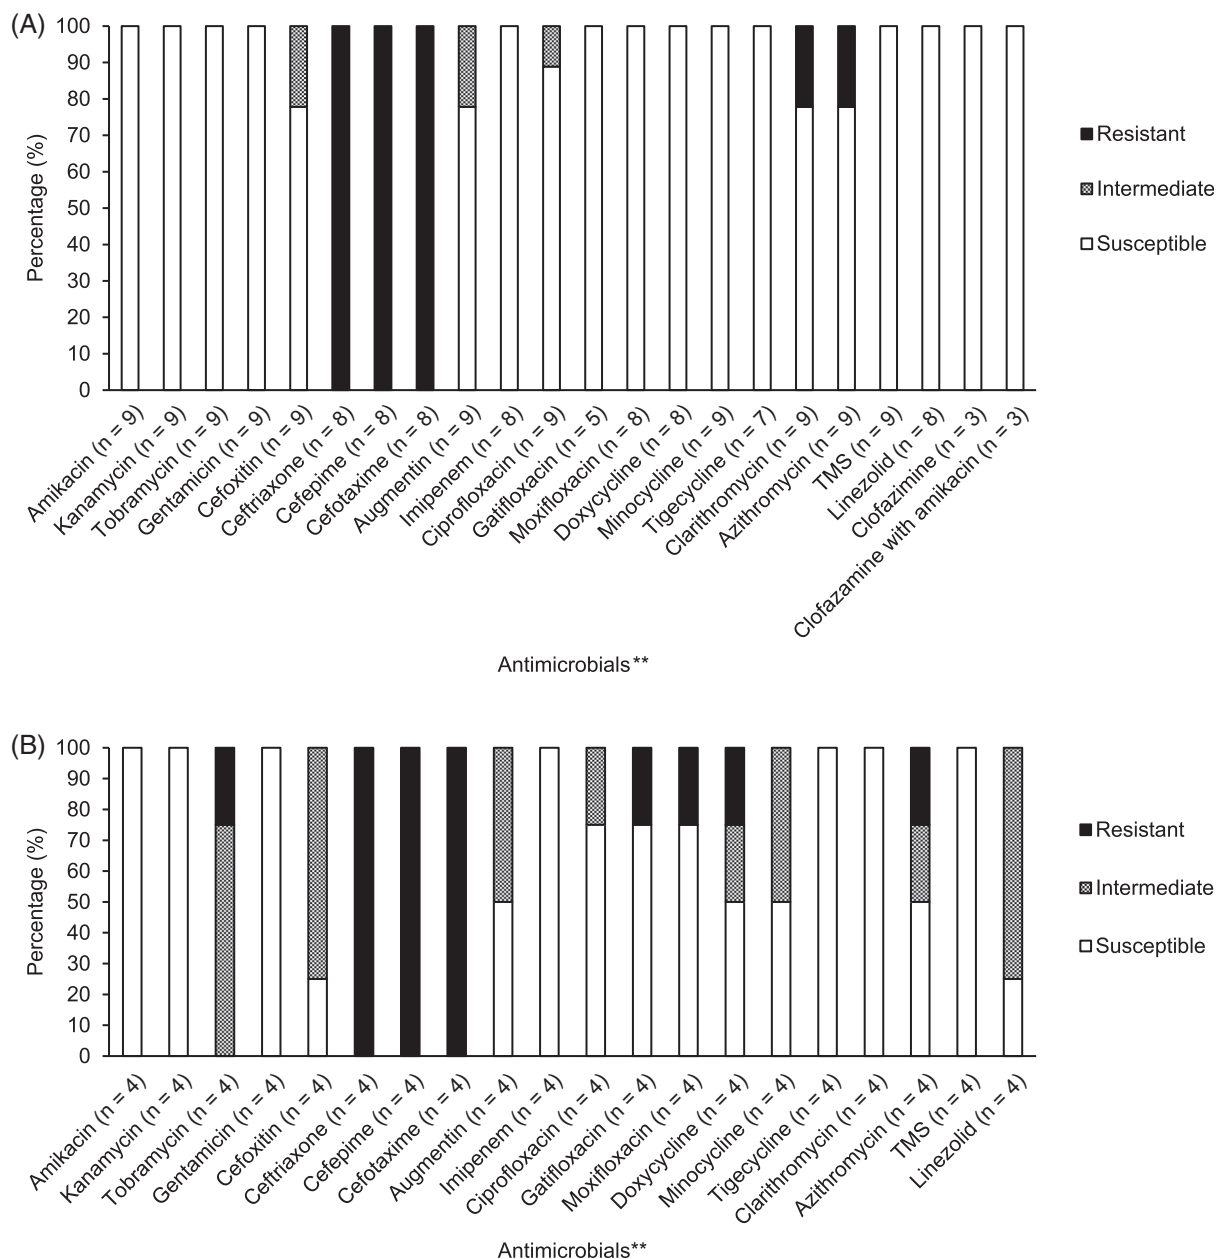 (A)
100
90
80
70
60
50
40
30
20
10
0
Percentage (%)
Resistant
Intermediate
Susceptible
Amikacin (n = 9)
Kanamycin (n = 9)
Tobramycin (n = 9)
Gentamicin (n = 9)
Cefoxitin (n = 9)
Ceftriaxone (n = 8)
Cefepime (n = 8)
Cefotaxime (n = 8)
Augmentin (n = 9)
Imipenem (n = 8)
Ciprofloxacin (n = 9)
Gatifloxacin (n = 5)
Moxifloxacin (n = 8)
Doxycycline (n = 8)
Minocycline (n = 9)
Tigecycline (n = 7)
Clarithromycin (n = 9)
Azithromycin (n = 9)
TMS (n = 9)
Linezolid (n = 8)
Clofazimine (n = 3)
Clofazamine with amikacin (n = 3)
Antimicrobials**
(B)
100
90
80
70
60
50
40
30
20
10
0
Percentage (%)
Resistant
Intermediate
Susceptible
Amikacin (n = 4)
Kanamycin (n = 4)
Tobramycin (n = 4)
Gentamicin (n = 4)
Cefoxitin (n = 4)
Ceftriaxone (n = 4)
Cefepime (n = 4)
Cefotaxime (n = 4)
Augmentin (n = 4)
Imipenem (n = 4)
Ciprofloxacin (n = 4)
Gatifloxacin (n = 4)
Moxifloxacin (n = 4)
Doxycycline (n = 4)
Minocycline (n = 4)
Tigecycline (n = 4)
Clarithromycin (n = 4)
Azithromycin (n = 4)
TMS (n = 4)
Linezolid (n = 4)
Antimicrobials**